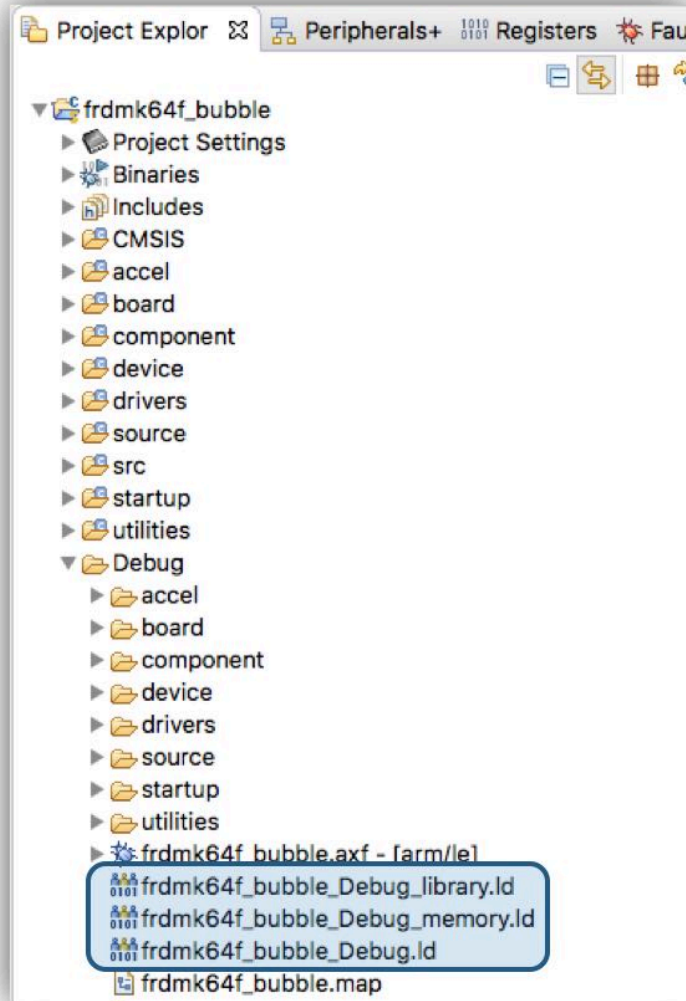 Project Explor Peripherals+ 1010 0101 Registers Fau
frdmk64f_bubble
Project Settings
Binaries
Includes
CMSIS
accel
board
component
device
drivers
source
src
startup
utilities
Debug
accel
board
component
device
drivers
source
startup
utilities
frdmk64f_bubble.axf - [arm/le]
frdmk64f_bubble_Debug_library.ld
frdmk64f_bubble_Debug_memory.ld
frdmk64f_bubble_Debug.ld
frdmk64f_bubble.map